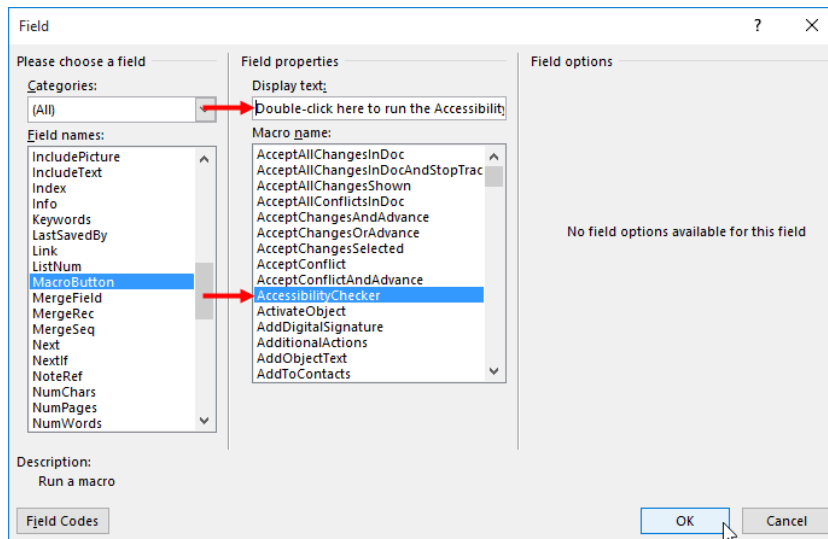 Field
?
X
Please choose a field
Categories:
(All)
Field names:
IncludePicture
IncludeText
Index
Info
Keywords
LastSavedBy
Link
ListNum
MacroButton
MergeField
MergeRec
MergeSeq
Next
NextIf
NoteRef
NumChars
NumPages
NumWords
Field properties
Display text:
Double-click here to run the Accessibility
Macro name:
AcceptAllChangesInDoc
AcceptAllChangesInDocAndStopTrac
AcceptAllChangesShown
AcceptAllConflictsInDoc
AcceptChangesAndAdvance
AcceptChangesOrAdvance
AcceptChangesSelected
AcceptConflict
AcceptConflictAndAdvance
AccessibilityChecker
ActivateObject
AddDigitalSignature
AdditionalActions
AddObjectText
AddToContacts
Field options
No field options available for this field
Description:
Run a macro
Field Codes
OK
Cancel